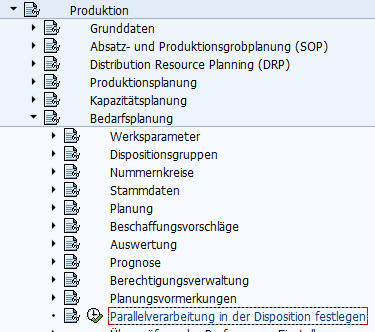 Produktion
Grunddaten
Absatz- und Produktionsgrobplanung (SOP)
Distribution Resource Planning (DRP)
Produktionsplanung
Kapazitätsplanung
Bedarfsplanung
Werksparameter
Dispositionsgruppen
Nummernkreise
Stammdaten
Planung
Beschaffungsvorschläge
Auswertung
Prognose
Berechtigungsverwaltung
Planungsvormerkungen
Parallelverarbeitung in der Disposition festlegen